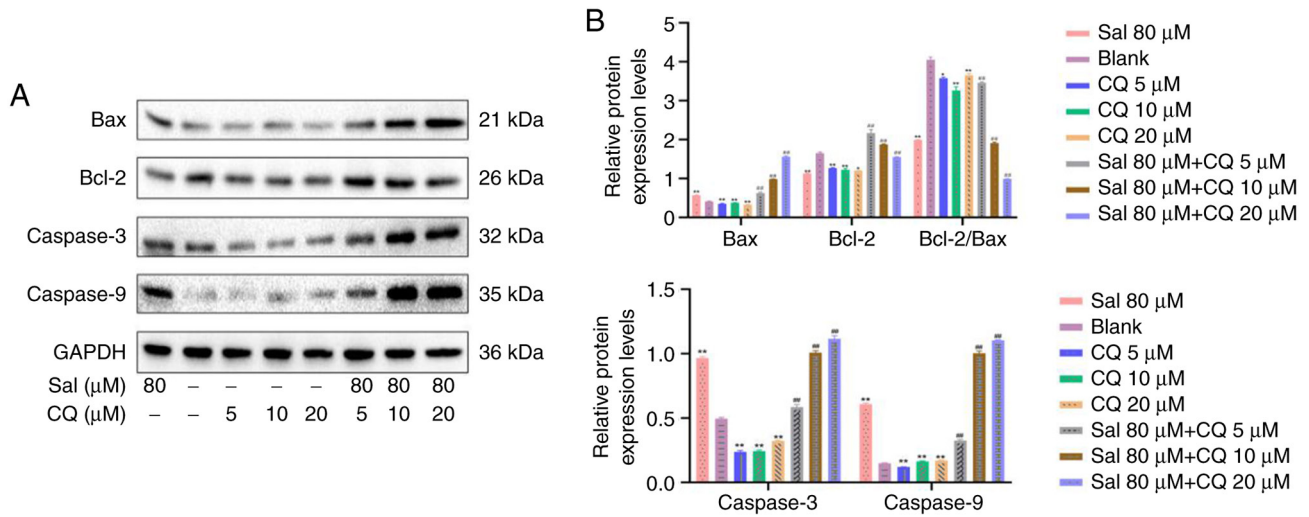 A
Bax
21 kDa
Bcl-2
26 kDa
Caspase-3
32 kDa
Caspase-9
35 kDa
GAPDH
36 kDa
Sal (μM) 80 – – – – 80 80 80
CQ (μM) – – 5 10 20 5 10 20
B
Relative protein
expression levels
5
4
3
2
1
0
** ** ** ** ## ## ##
** ** ** * ## ## ##
** * ** ** ## ## ##
Bax Bcl-2 Bcl-2/Bax
Sal 80 μM
Blank
CQ 5 μM
CQ 10 μM
CQ 20 μM
Sal 80 μM+CQ 5 μM
Sal 80 μM+CQ 10 μM
Sal 80 μM+CQ 20 μM
Relative protein
expression levels
1.5
1.0
0.5
0.0
** ** ** ** ## ## ##
** ** ** ** ## ## ##
Caspase-3 Caspase-9
Sal 80 μM
Blank
CQ 5 μM
CQ 10 μM
CQ 20 μM
Sal 80 μM+CQ 5 μM
Sal 80 μM+CQ 10 μM
Sal 80 μM+CQ 20 μM